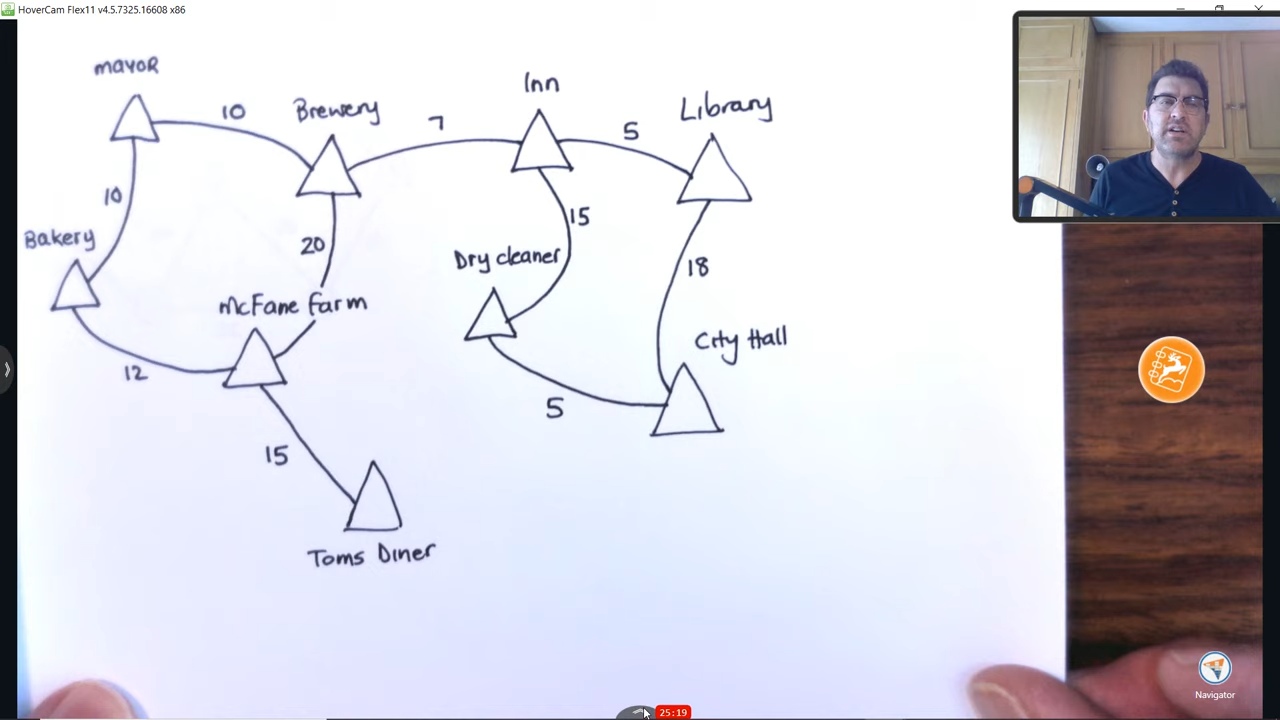 HoverCam Flex11 v4.5.7325.16608 x86
mayor
10
Brewery
7
Inn
5
Library
10
Bakery
20
15
Dry cleaner
18
McFane farm
City Hall
12
5
15
Toms Diner
25:19
Navigator